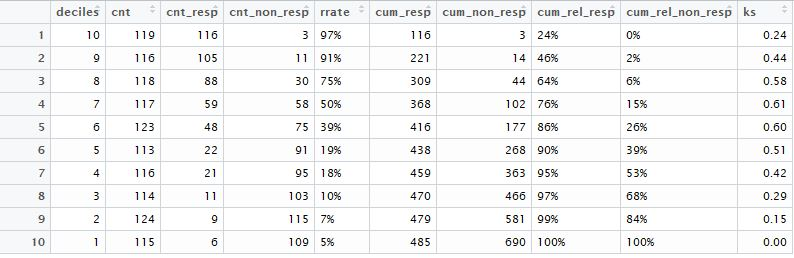 deciles cnt cnt_resp cnt_non_resp rrate cum_resp cum_non_resp cum_rel_resp cum_rel_non_resp ks
1 10 119 116 3 97% 116 3 24% 0% 0.24
2 9 116 105 11 91% 221 14 46% 2% 0.44
3 8 118 88 30 75% 309 44 64% 6% 0.58
4 7 117 59 58 50% 368 102 76% 15% 0.61
5 6 123 48 75 39% 416 177 86% 26% 0.60
6 5 113 22 91 19% 438 268 90% 39% 0.51
7 4 116 21 95 18% 459 363 95% 53% 0.42
8 3 114 11 103 10% 470 466 97% 68% 0.29
9 2 124 9 115 7% 479 581 99% 84% 0.15
10 1 115 6 109 5% 485 690 100% 100% 0.00